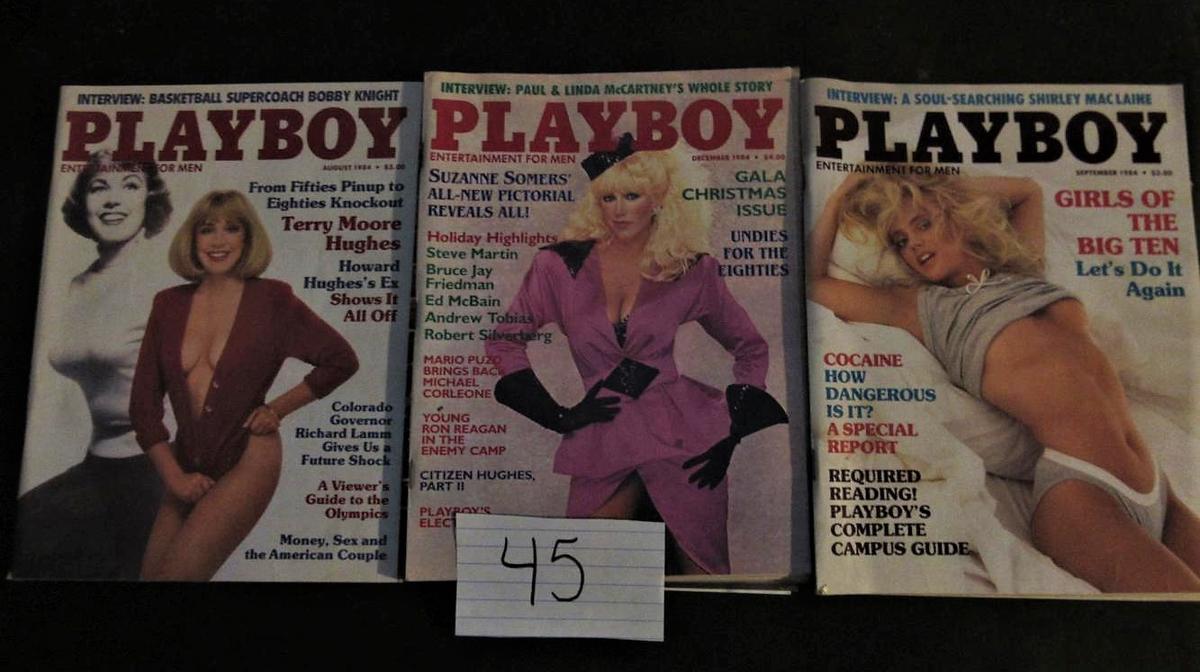 INTERVIEW: BASKETBALL SUPERCOACH BOBBY KNIGHT
PLAYBOY
ENTERTAINMENT FOR MEN
AUGUST 1984 • $3.00
From Fifties Pinup to
Eighties Knockout
Terry Moore
Hughes
Howard
Hughes's Ex
Shows It
All Off
Colorado
Governor
Richard Lamm
Gives Us a
Future Shock
A Viewer's
Guide to the
Olympics
Money, Sex and
the American Couple
INTERVIEW: PAUL & LINDA McCARTNEY'S WHOLE STORY
PLAYBOY
ENTERTAINMENT FOR MEN
DECEMBER 1984 • $4.00
SUZANNE SOMERS'
ALL-NEW PICTORIAL
REVEALS ALL!
Holiday Highlights
Steve Martin
Bruce Jay
Friedman
Ed McBain
Andrew Tobias
Robert Silverberg
MARIO PUZO
BRINGS BACK
MICHAEL
CORLEONE
YOUNG
RON REAGAN
IN THE
ENEMY CAMP
CITIZEN HUGHES,
PART II
PLAYBOY'S
ELECT
GALA
CHRISTMAS
ISSUE
UNDIES
FOR THE
EIGHTIES
45
INTERVIEW: A SOUL-SEARCHING SHIRLEY MAC LAINE
PLAYBOY
ENTERTAINMENT FOR MEN
SEPTEMBER 1984 •
GIRLS OF
THE
BIG TEN
Let's Do It
Again
COCAINE
HOW
DANGEROUS
IS IT?
A SPECIAL
REPORT
REQUIRED
READING!
PLAYBOY'S
COMPLETE
CAMPUS GUIDE